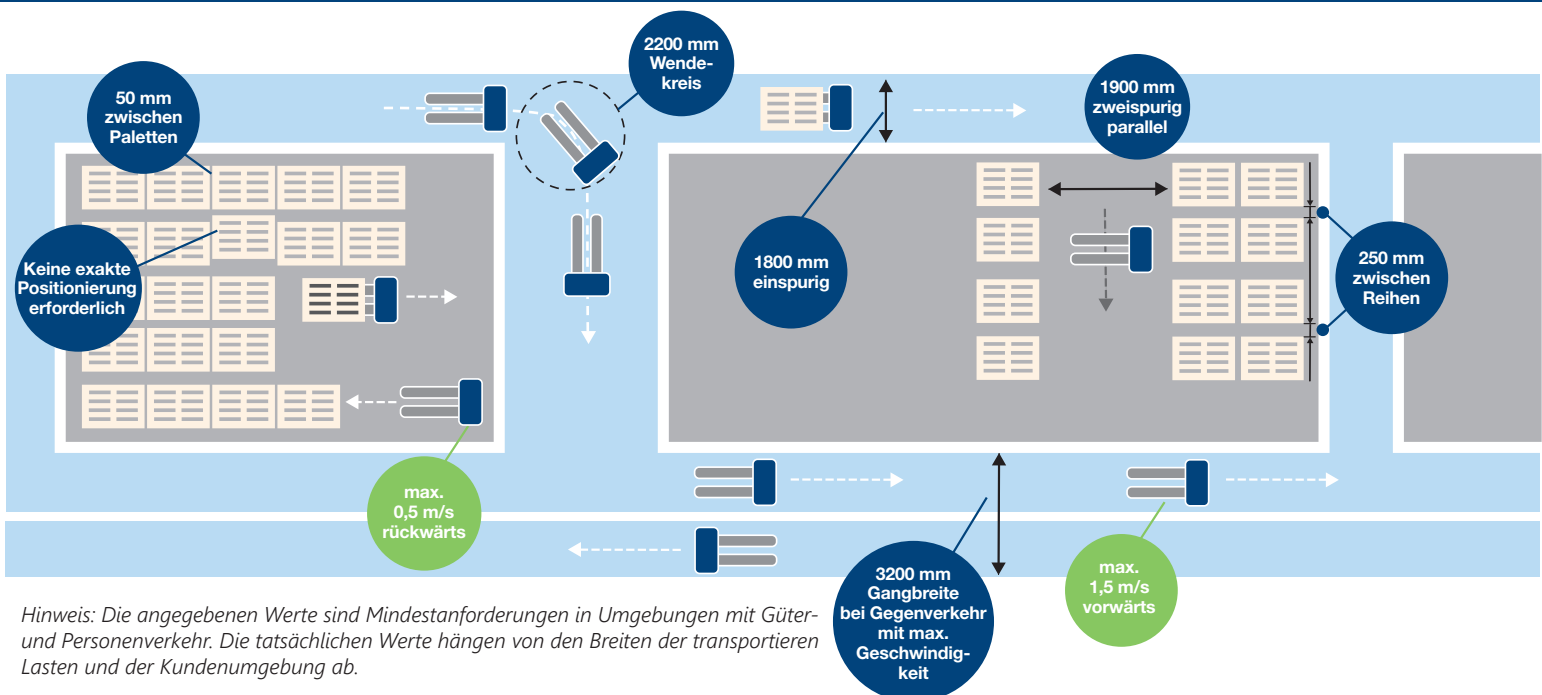 2200 mm
Wende-
kreis
50 mm
zwischen
Paletten
1900 mm
zweispurig
parallel
Keine exakte
Positionierung
erforderlich
1800 mm
einspurig
250 mm
zwischen
Reihen
max.
0,5 m/s
rückwärts
3200 mm
Gangbreite
bei Gegenverkehr
mit max.
Geschwindig-
keit
max.
1,5 m/s
vorwärts
Hinweis: Die angegebenen Werte sind Mindestanforderungen in Umgebungen mit Güter-
und Personenverkehr. Die tatsächlichen Werte hängen von den Breiten der transportieren
Lasten und der Kundenumgebung ab.